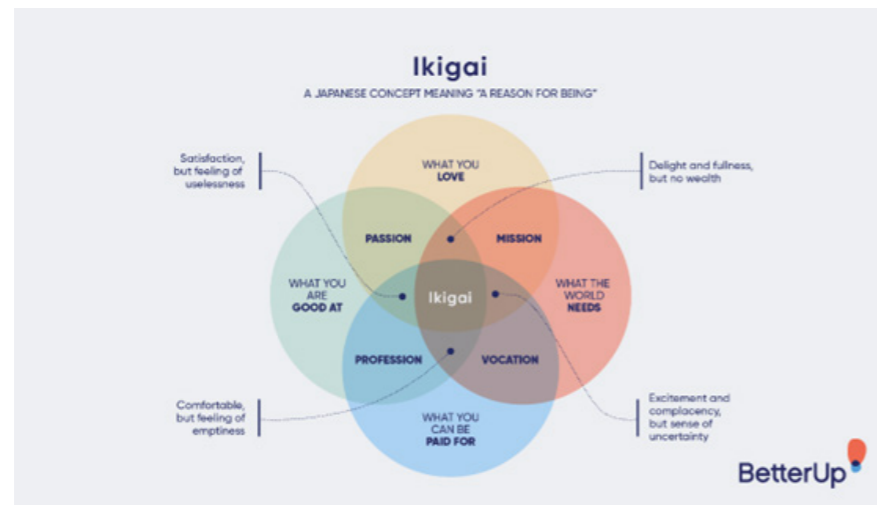 Ikigai
A JAPANESE CONCEPT MEANING “A REASON FOR BEING”
Satisfaction,
but feeling of
uselessness
WHAT YOU
LOVE
Delight and fullness,
but no wealth
PASSION
MISSION
WHAT YOU
ARE
GOOD AT
Ikigai
WHAT THE
WORLD
NEEDS
PROFESSION
VOCATION
Comfortable,
but feeling of
emptiness
WHAT YOU
CAN BE
PAID FOR
Excitement and
complacency,
but sense of
uncertainty
BetterUp